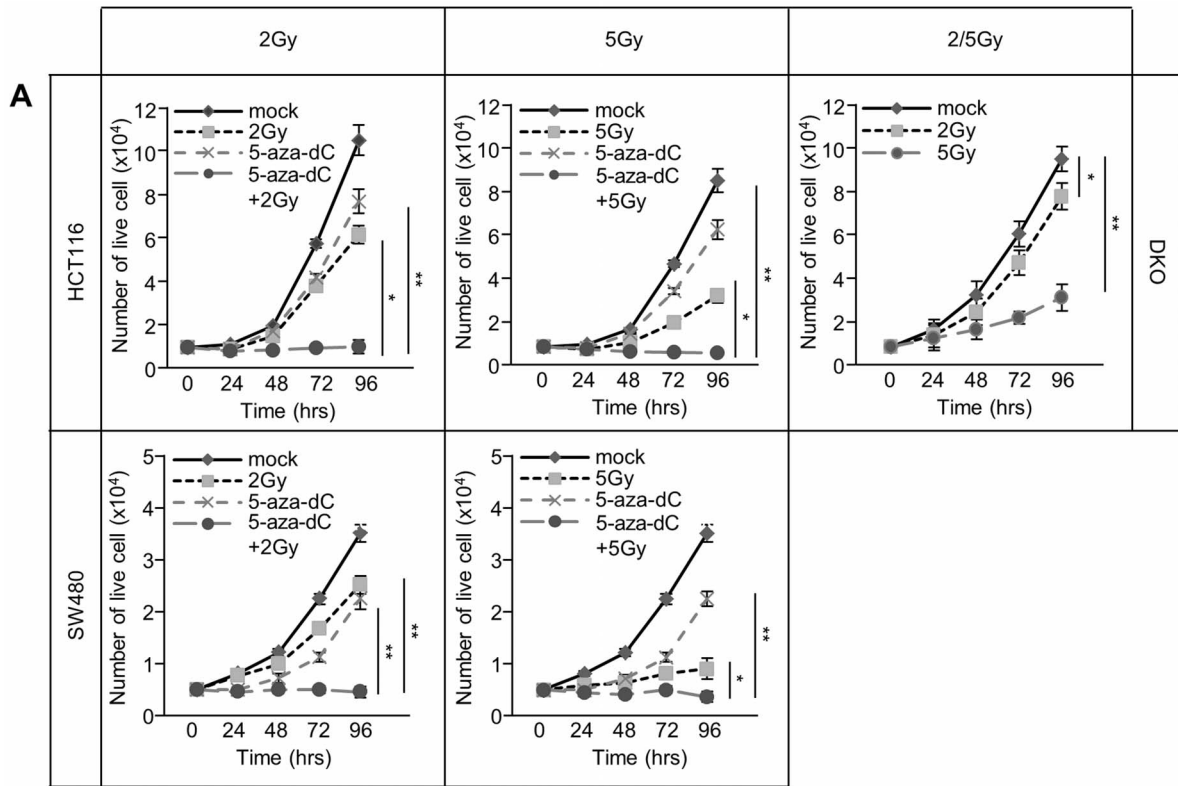 2Gy
5Gy
2/5Gy
A
HCT116
12
10
8
6
4
2
0
Number of live cell (x10⁴)
mock
2Gy
5-aza-dC
5-aza-dC
+2Gy
*
**
0 24 48 72 96
Time (hrs)
12
10
8
6
4
2
0
Number of live cell (x10⁴)
mock
5Gy
5-aza-dC
5-aza-dC
+5Gy
*
**
0 24 48 72 96
Time (hrs)
12
10
8
6
4
2
0
Number of live cell (x10⁴)
mock
2Gy
5Gy
*
**
0 24 48 72 96
Time (hrs)
DKO
SW480
5
4
3
2
1
0
Number of live cell (x10⁴)
mock
2Gy
5-aza-dC
5-aza-dC
+2Gy
**
**
0 24 48 72 96
Time (hrs)
5
4
3
2
1
0
Number of live cell (x10⁴)
mock
5Gy
5-aza-dC
5-aza-dC
+5Gy
*
**
0 24 48 72 96
Time (hrs)